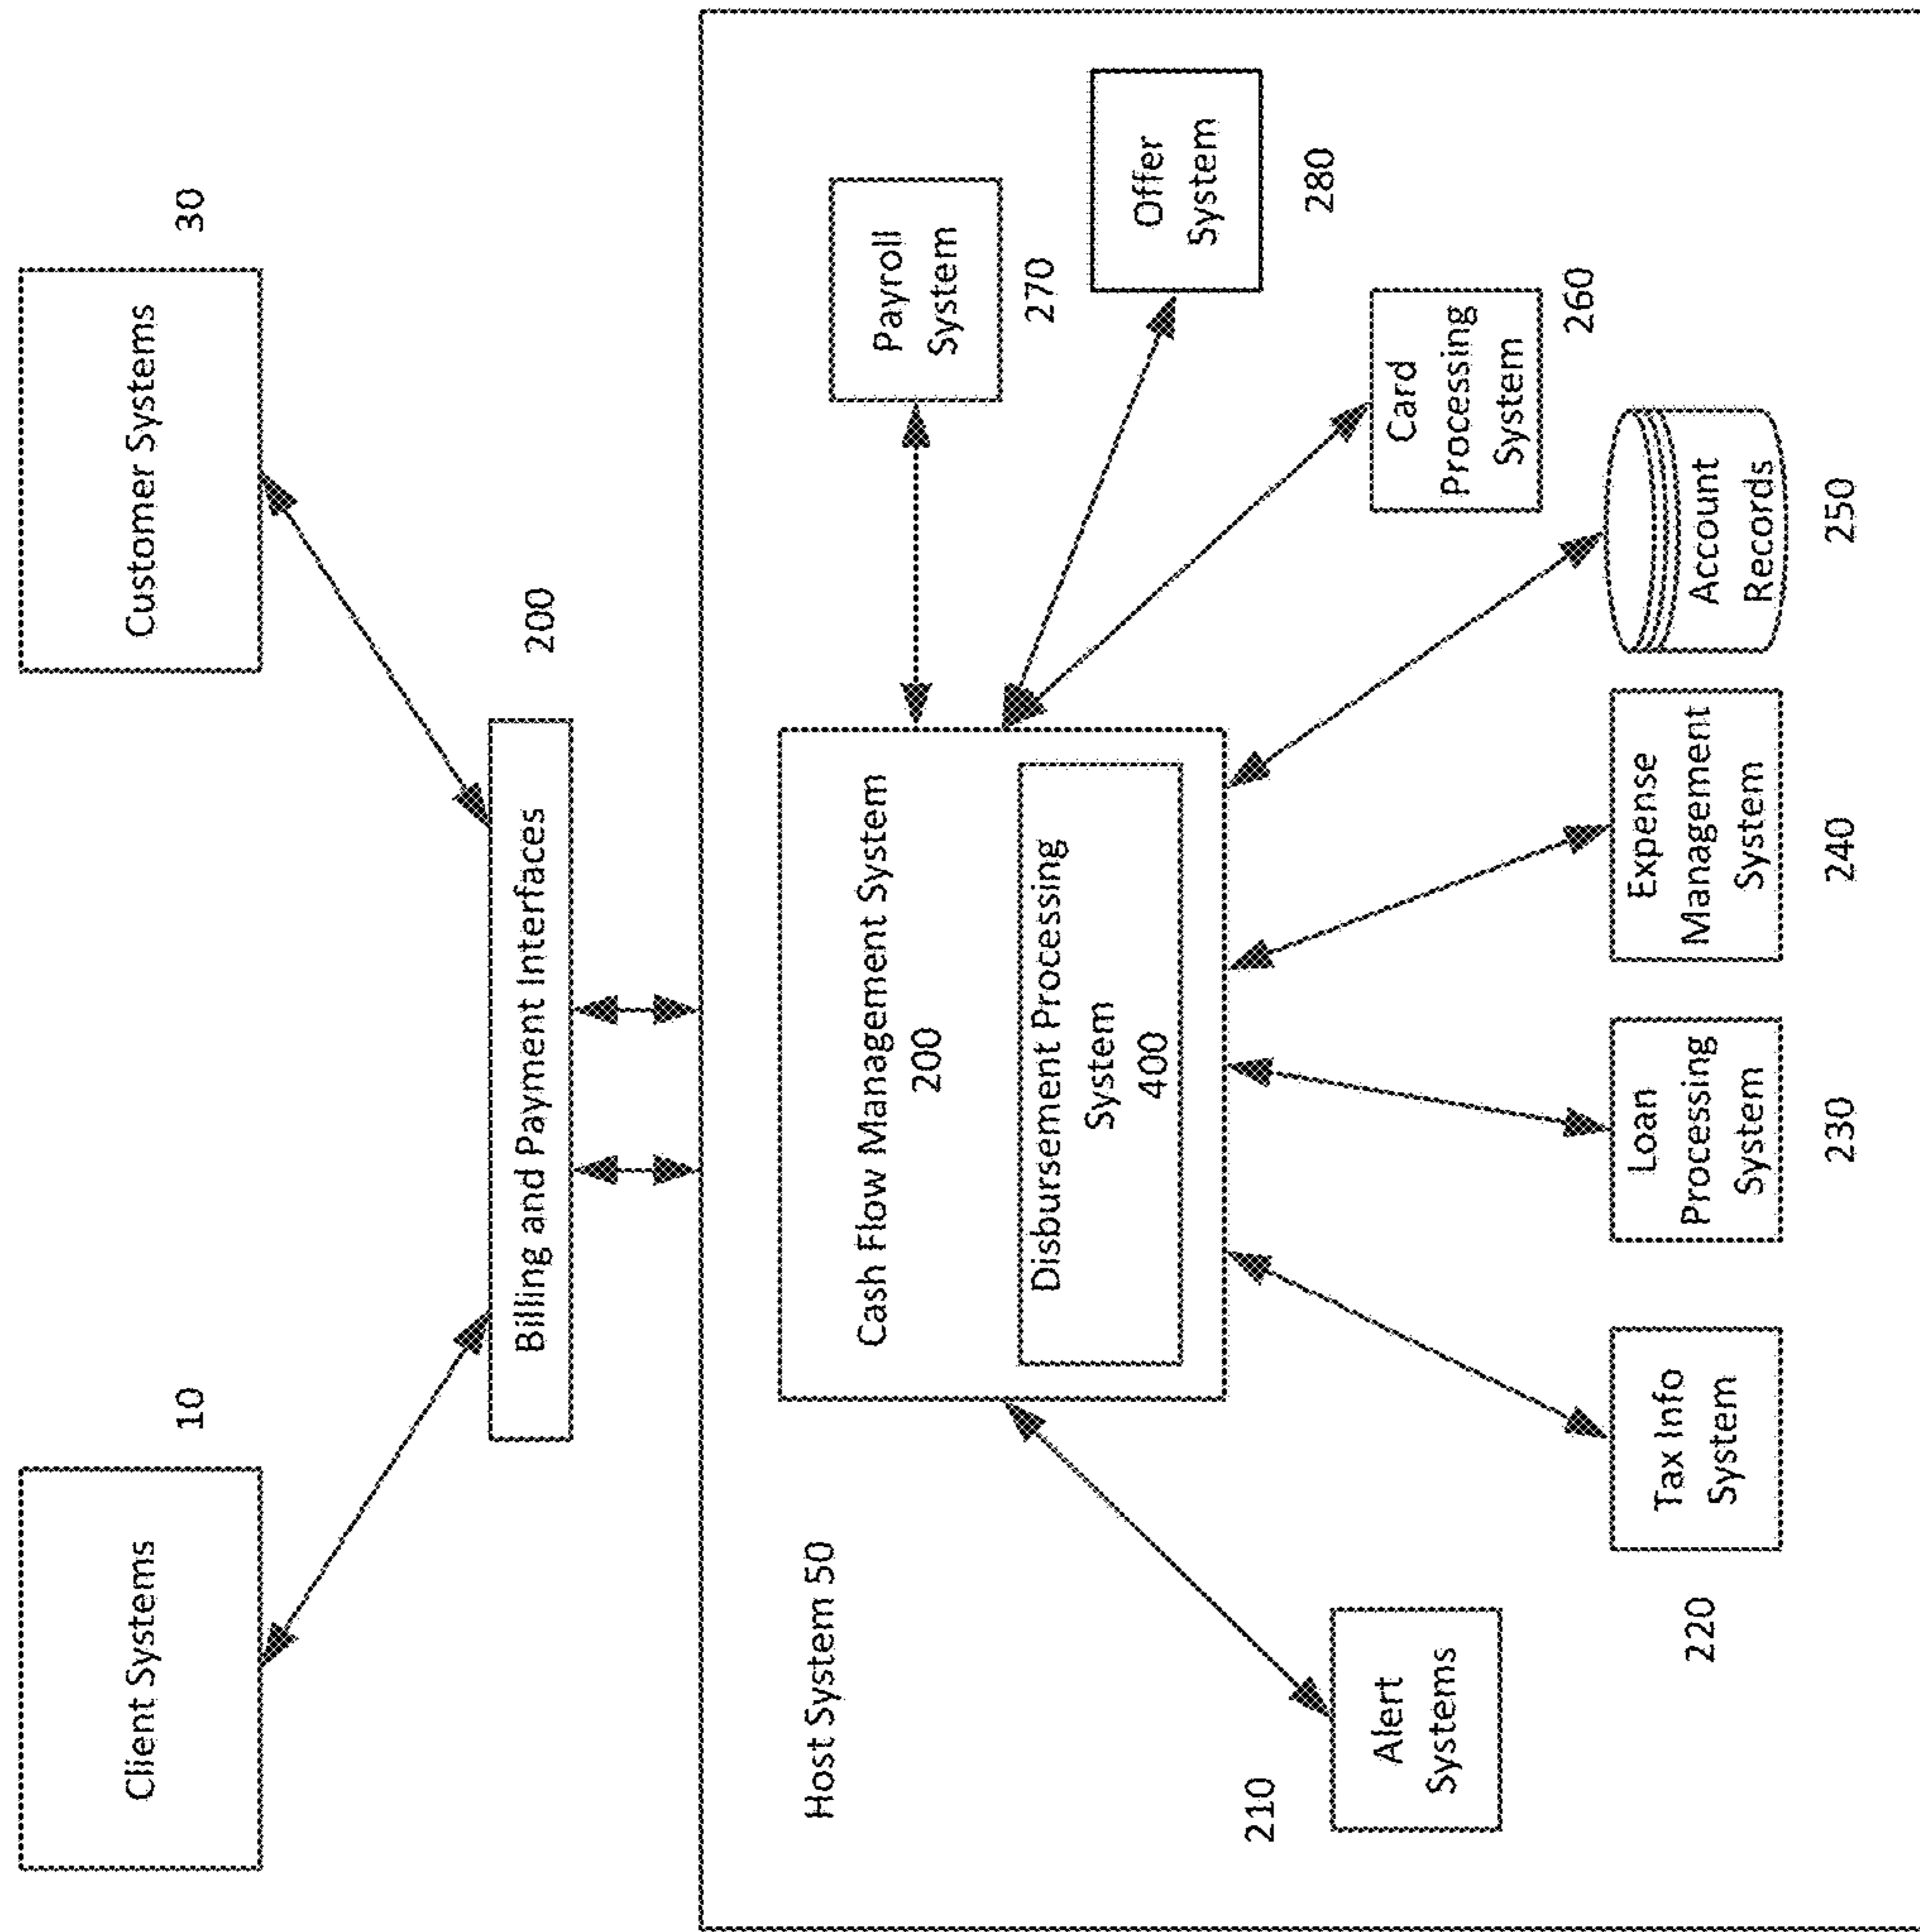 Client Systems
10
Customer Systems
30
Billing and Payment Interfaces
200
Host System 50
Cash Flow Management System
200
Disbursement Processing
System
400
Payroll
System
270
Offer
System
280
Card
Processing
System
260
Account
Records
250
Expense
Management
System
240
Loan
Processing
System
230
Tax Info
System
220
Alert
Systems
210